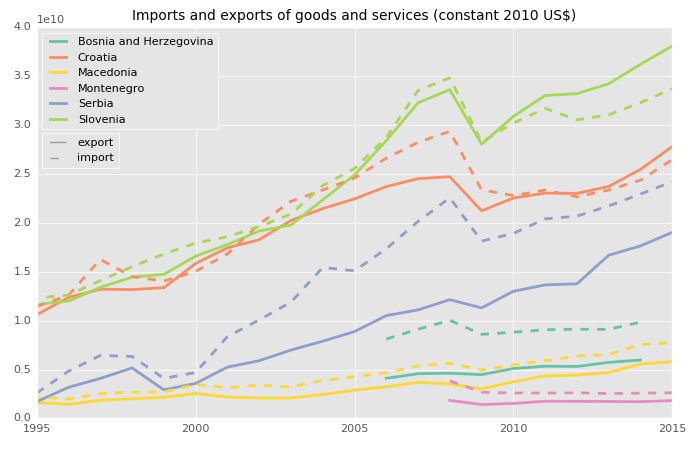 Imports and exports of goods and services (constant 2010 US$)
1e10
4.0
3.5
3.0
2.5
2.0
1.5
1.0
0.5
0.0
Bosnia and Herzegovina
Croatia
Macedonia
Montenegro
Serbia
Slovenia
export
import
1995 2000 2005 2010 2015